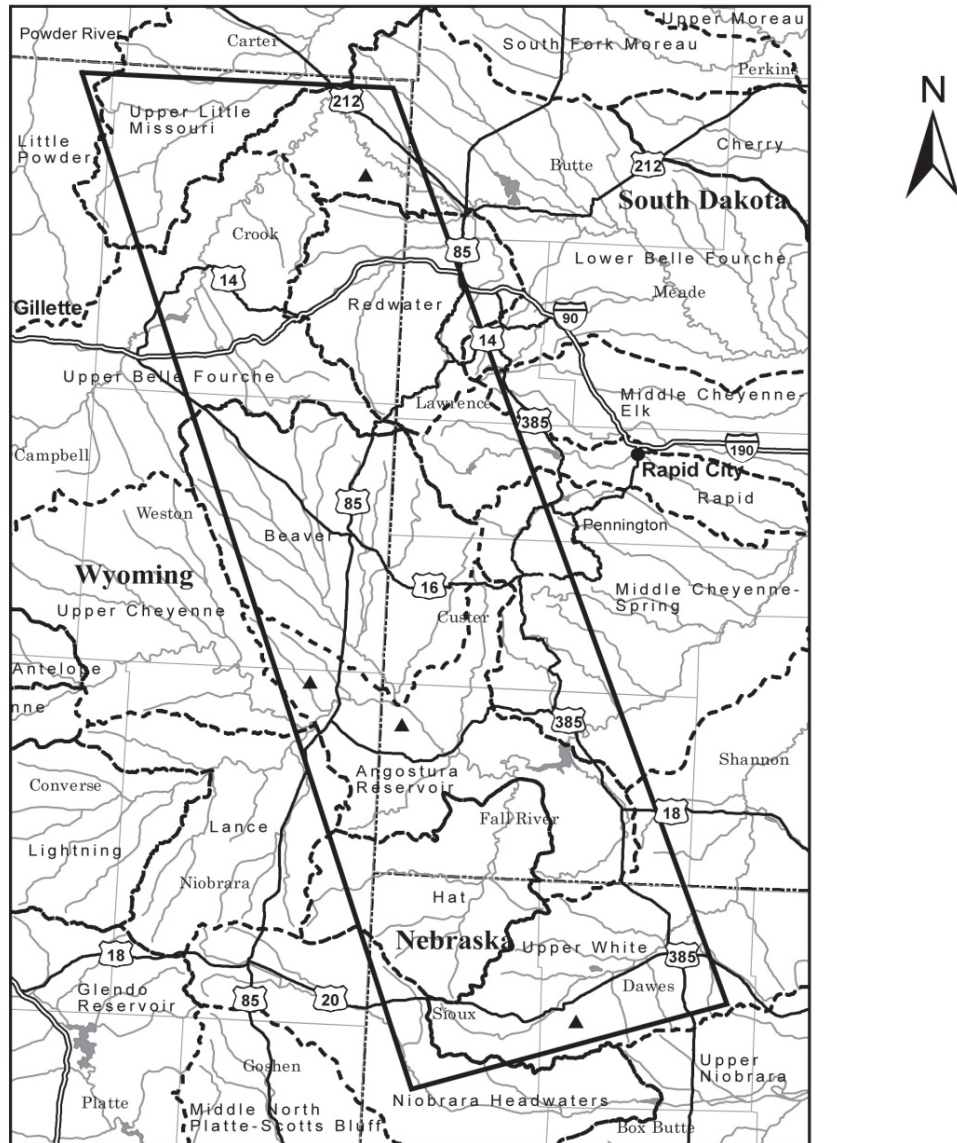 Powder River
Carter
Upper Moreau
South Fork Moreau
Perkins
N
212
Upper Little
Missouri
Little
Powder
Cherry
Butte
212
South Dakota
Crook
85
Lower Belle Fourche
14
Meade
Gillette
Redwater
90
14
Upper Belle Fourche
Middle Cheyenne-
Elk
Lawrence
385
190
Campbell
Rapid City
Rapid
Weston
85
Beaver
Pennington
Wyoming
16
Middle Cheyenne-
Spring
Upper Cheyenne
Custer
Antelope
nne
385
Shannon
Converse
Angostura
Reservoir
Lance
Fall River
18
Lightning
Niobrara
Hat
Nebraska
Upper White
18
385
Glendo
Reservoir
85
20
Dawes
Sioux
Goshen
Upper
Niobrara
Niobrara Headwaters
Platte
Middle North
Platte-Scotts Bluff
Box Butte